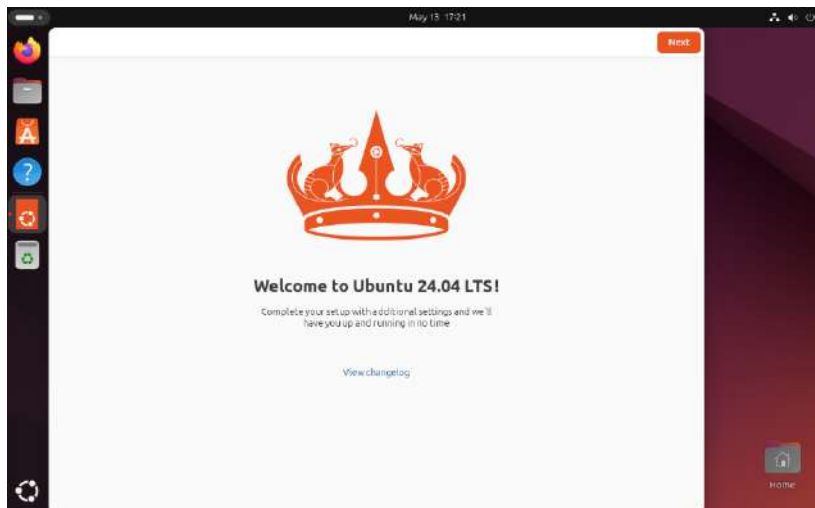 May 13 17:21
Next
Welcome to Ubuntu 24.04 LTS!
Complete your setup with additional settings and we'll
have you up and running in no time
View changelog
Home